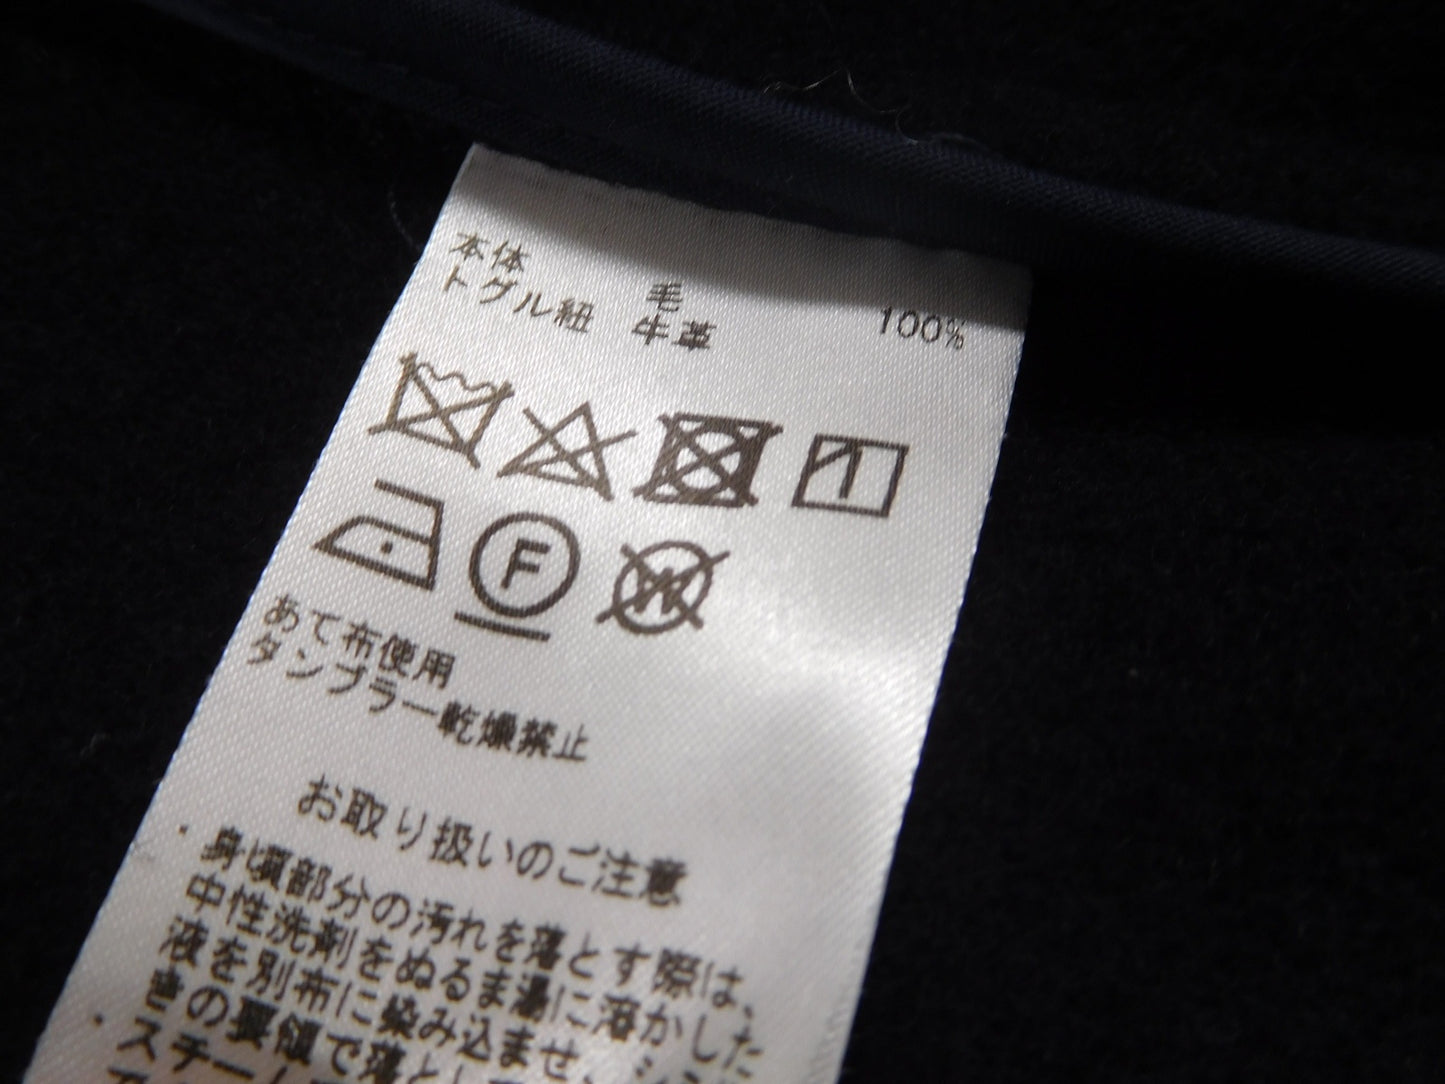 本体 毛 100%
トグル紐 牛革
F W
あて布使用
タンブラー乾燥禁止
お取り扱いのご注意
・身頃部分の汚れを落とす際は、
中性洗剤をぬるま湯に溶かした
液を別布に染み込ませ、
きの要領で落とし
・スチーム